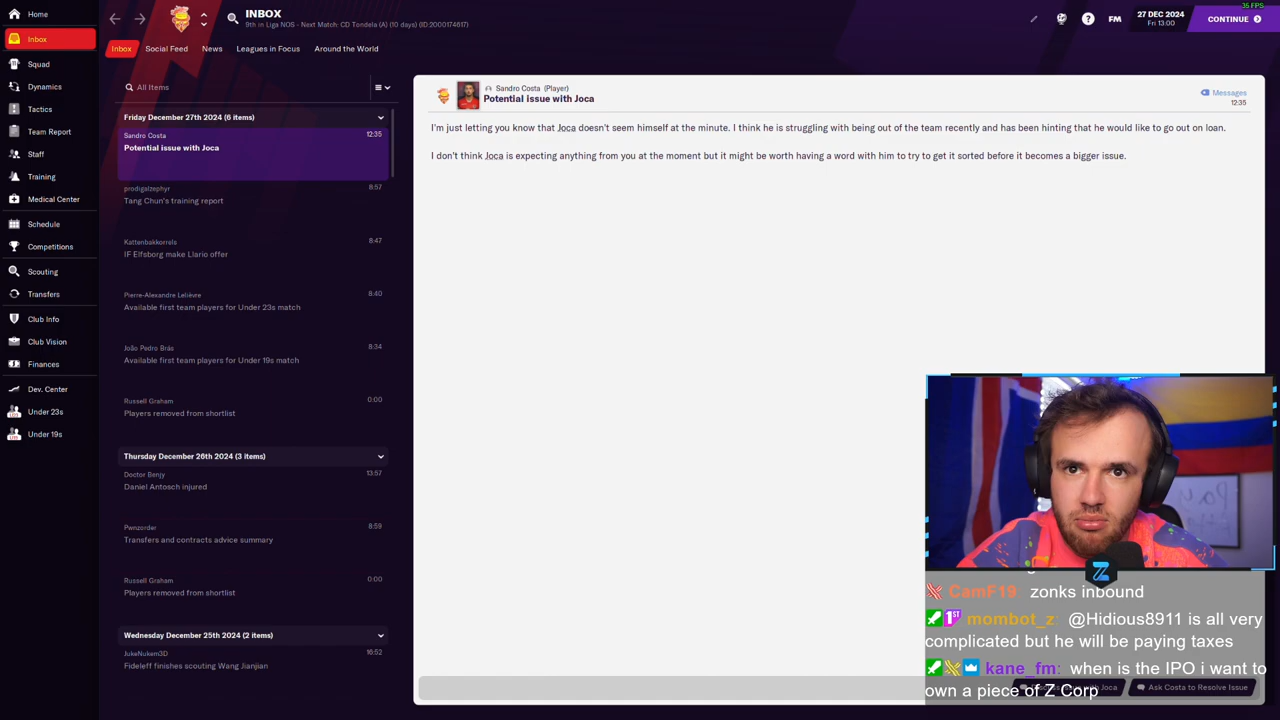 36 FPS
INBOX
9th in Liga NOS - Next Match: CD Tondela (A) (10 days) (ID:2000174617)
FM
27 DEC 2024
Fri 13:00
CONTINUE
Home
Inbox
Squad
Dynamics
Tactics
Team Report
Staff
Training
Medical Center
Schedule
Competitions
Scouting
Transfers
Club Info
Club Vision
Finances
Dev. Center
Under 23s
Under 19s
Inbox
Social Feed
News
Leagues in Focus
Around the World
All Items
Friday December 27th 2024 (6 items)
Sandro Costa 12:35
Potential issue with Joca
prodigalzephyr 8:57
Tang Chun's training report
Kattenbakkorrels 8:47
IF Elfsborg make Llario offer
Pierre-Alexandre Lelièvre 8:40
Available first team players for Under 23s match
João Pedro Brás 8:34
Available first team players for Under 19s match
Russell Graham 0:00
Players removed from shortlist
Thursday December 26th 2024 (3 items)
Doctor Benjy 13:57
Daniel Antosch injured
Pwnzorder 8:59
Transfers and contracts advice summary
Russell Graham 0:00
Players removed from shortlist
Wednesday December 25th 2024 (2 items)
JukeNukem3D 16:52
Fideleff finishes scouting Wang Jianjian
Sandro Costa (Player)
Potential issue with Joca
Messages
12:35
I'm just letting you know that Joca doesn't seem himself at the minute. I think he is struggling with being out of the team recently and has been hinting that he would like to go out on loan.
I don't think Joca is expecting anything from you at the moment but it might be worth having a word with him to try to get it sorted before it becomes a bigger issue.
CamF19 zonks inbound
mombot_z: @Hidious8911 is all very
complicated but he will be paying taxes
kane_fm: when is the IPO i want to
own a piece of Z Corp
Joca
Ask Costa to Resolve Issue